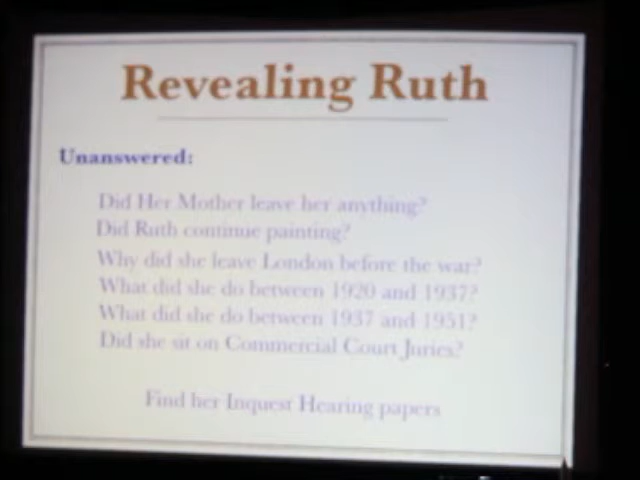 Revealing Ruth
Unanswered:
Did Her Mother leave her anything?
Did Ruth continue painting?
Why did she leave London before the war?
What did she do between 1920 and 1937?
What did she do between 1937 and 1951?
Did she sit on Commercial Court Juries?
Find her Inquest Hearing papers